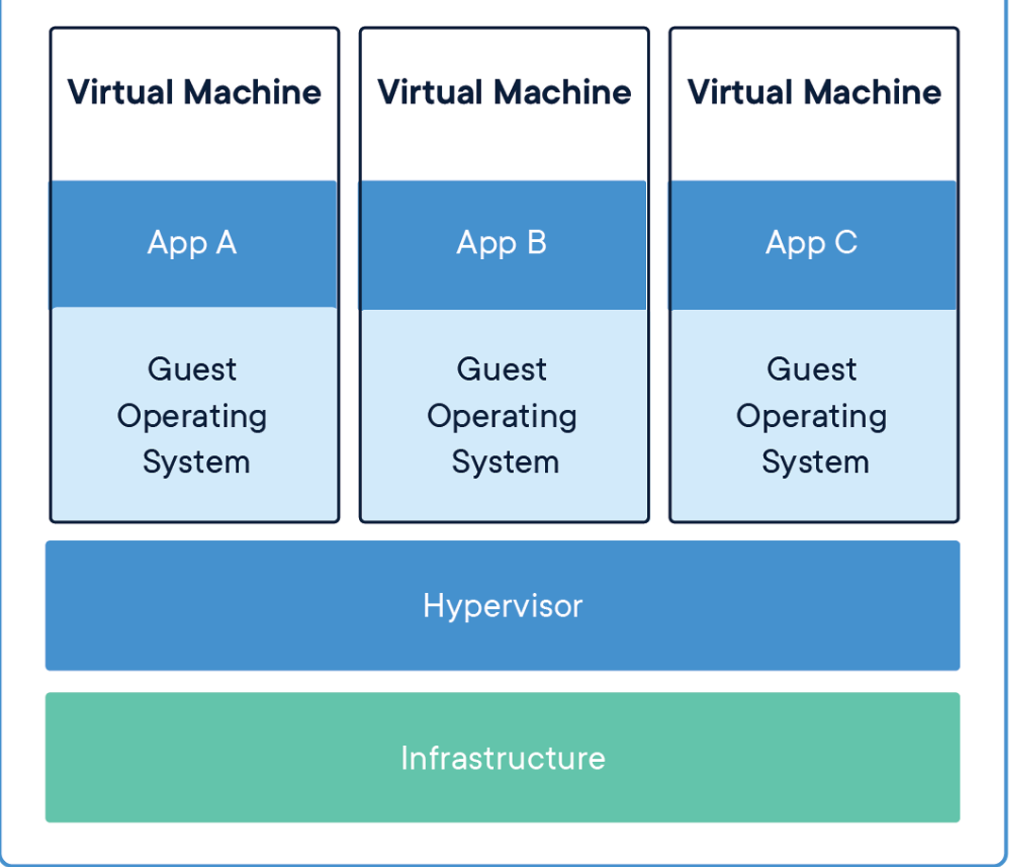 Virtual Machine
App A
Guest
Operating
System
Virtual Machine
App B
Guest
Operating
System
Virtual Machine
App C
Guest
Operating
System
Hypervisor
Infrastructure